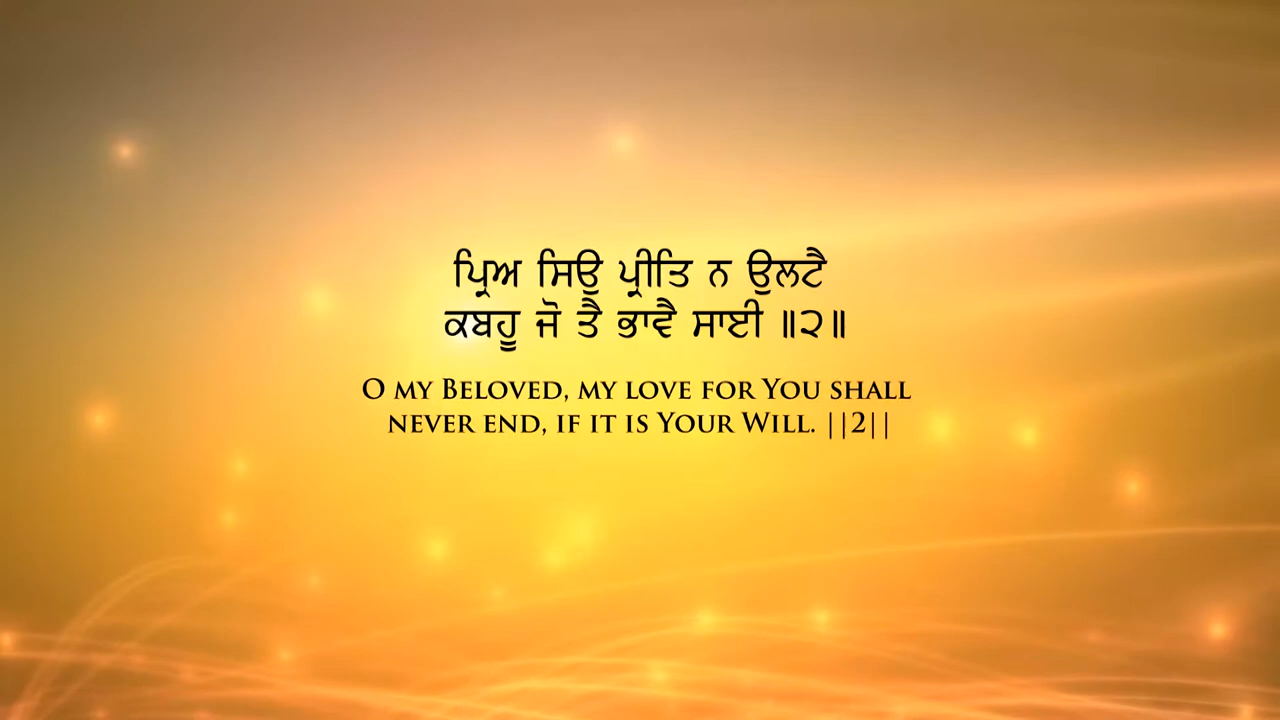 ਪ੍ਰਿਅ ਸਿਉ ਪ੍ਰੀਤਿ ਨ ਉਲਟੈ
ਕਬਹੂ ਜੋ ਤੈ ਭਾਵੈ ਸਾਈ ॥੨॥
O my Beloved, my love for You shall
never end, if it is Your Will. ||2||